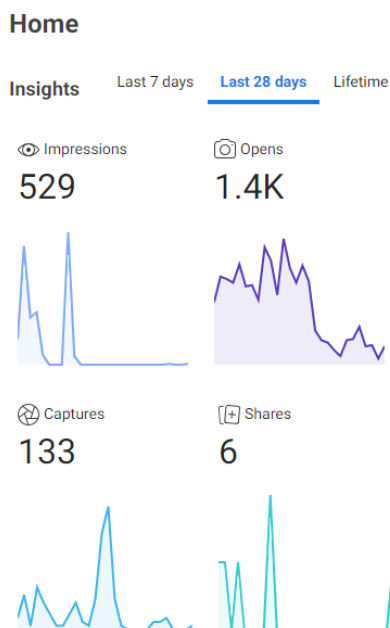 Home
Insights Last 7 days Last 28 days Lifetime
Impressions Opens
529 1.4K
Captures Shares
133 6